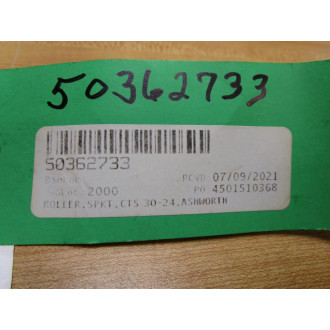 50362733
50362733
RCVD 07/09/2021
2000 PO 4501510368
ROLLER,SPKT,CTS 30-24,ASHWORTH